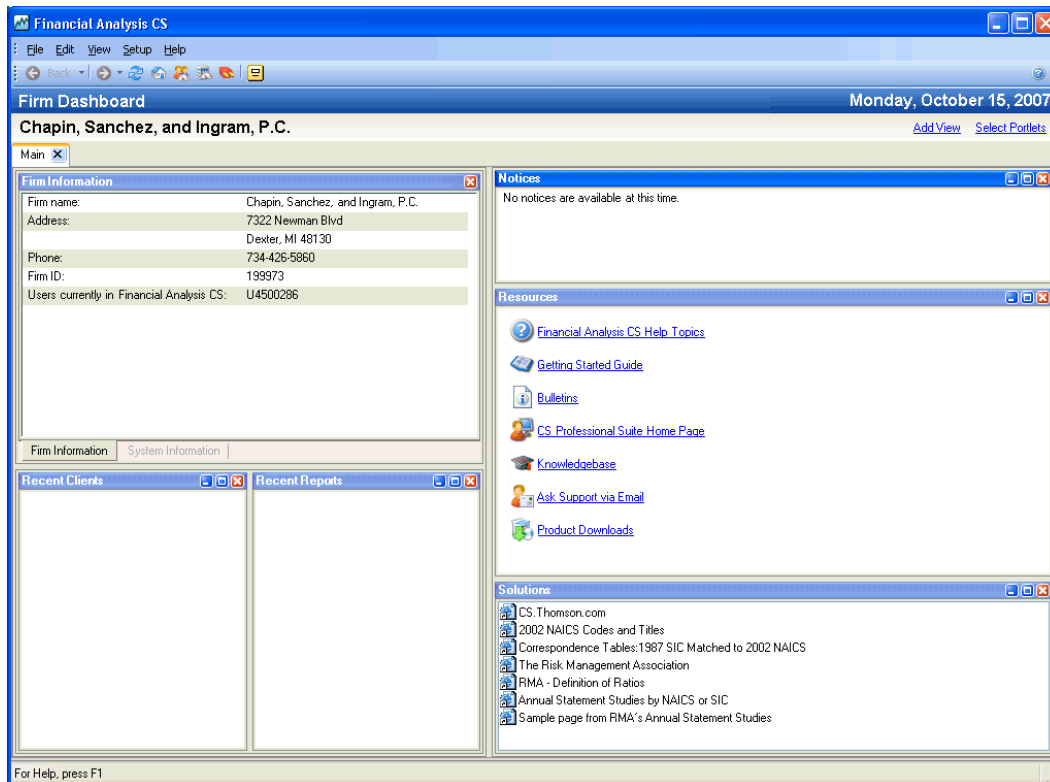 Financial Analysis CS
File Edit View Setup Help
Back
Firm Dashboard
Monday, October 15, 2007
Chapin, Sanchez, and Ingram, P.C.
Add View Select Portlets
Main
Firm Information
Firm name: Chapin, Sanchez, and Ingram, P.C.
Address: 7322 Newman Blvd
Dexter, MI 48130
Phone: 734-426-5860
Firm ID: 199973
Users currently in Financial Analysis CS: U4500286
Firm Information System Information
Recent Clients
Recent Reports
Notices
No notices are available at this time.
Resources
Financial Analysis CS Help Topics
Getting Started Guide
Bulletins
CS Professional Suite Home Page
Knowledgebase
Ask Support via Email
Product Downloads
Solutions
CS.Thomson.com
2002 NAICS Codes and Titles
Correspondence Tables:1987 SIC Matched to 2002 NAICS
The Risk Management Association
RMA - Definition of Ratios
Annual Statement Studies by NAICS or SIC
Sample page from RMA's Annual Statement Studies
For Help, press F1